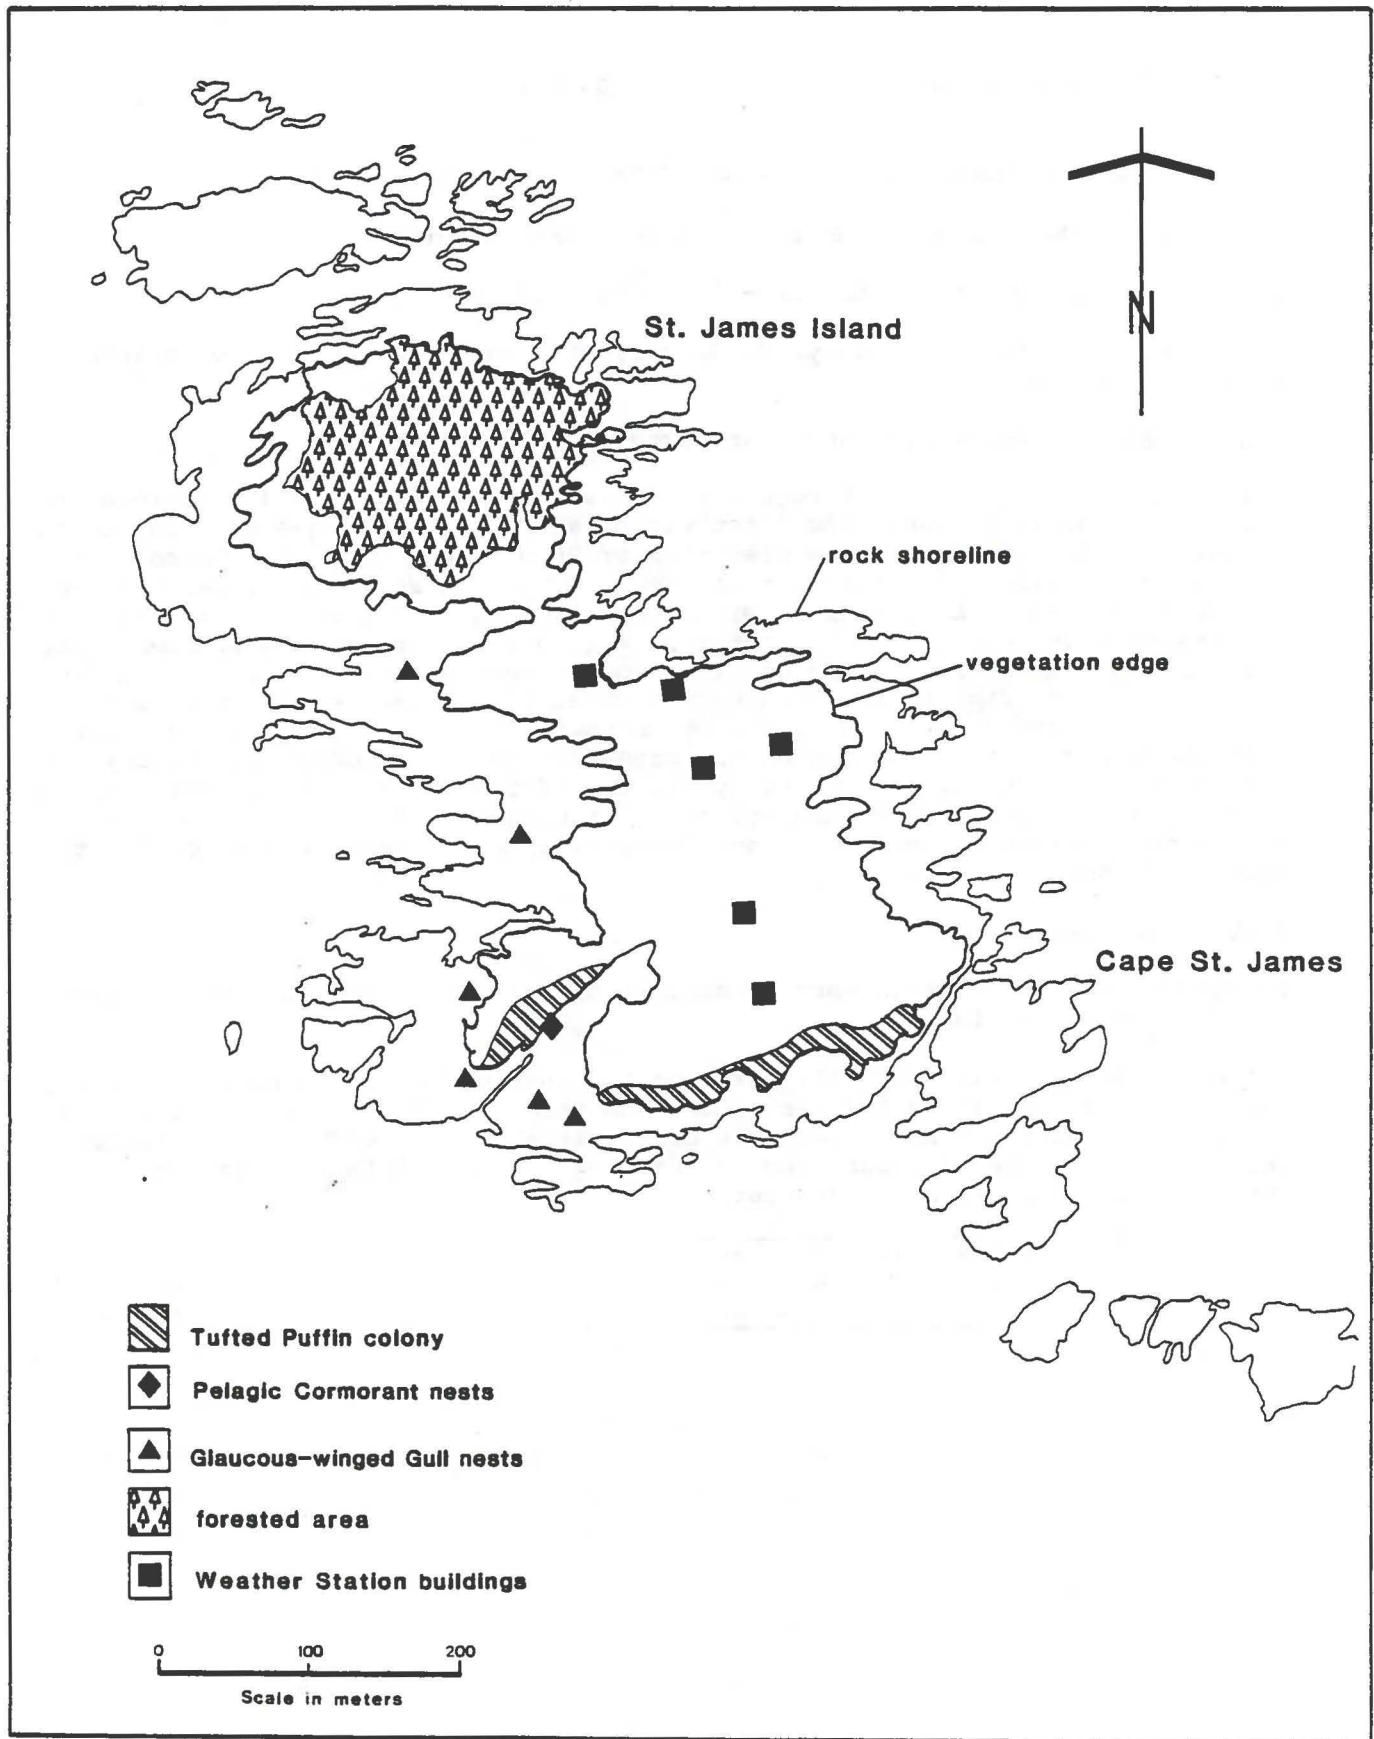 St. James Island
N
rock shoreline
vegetation edge
Cape St. James
Tufted Puffin colony
Pelagic Cormorant nests
Glaucous-winged Gull nests
forested area
Weather Station buildings
0 100 200
Scale in meters